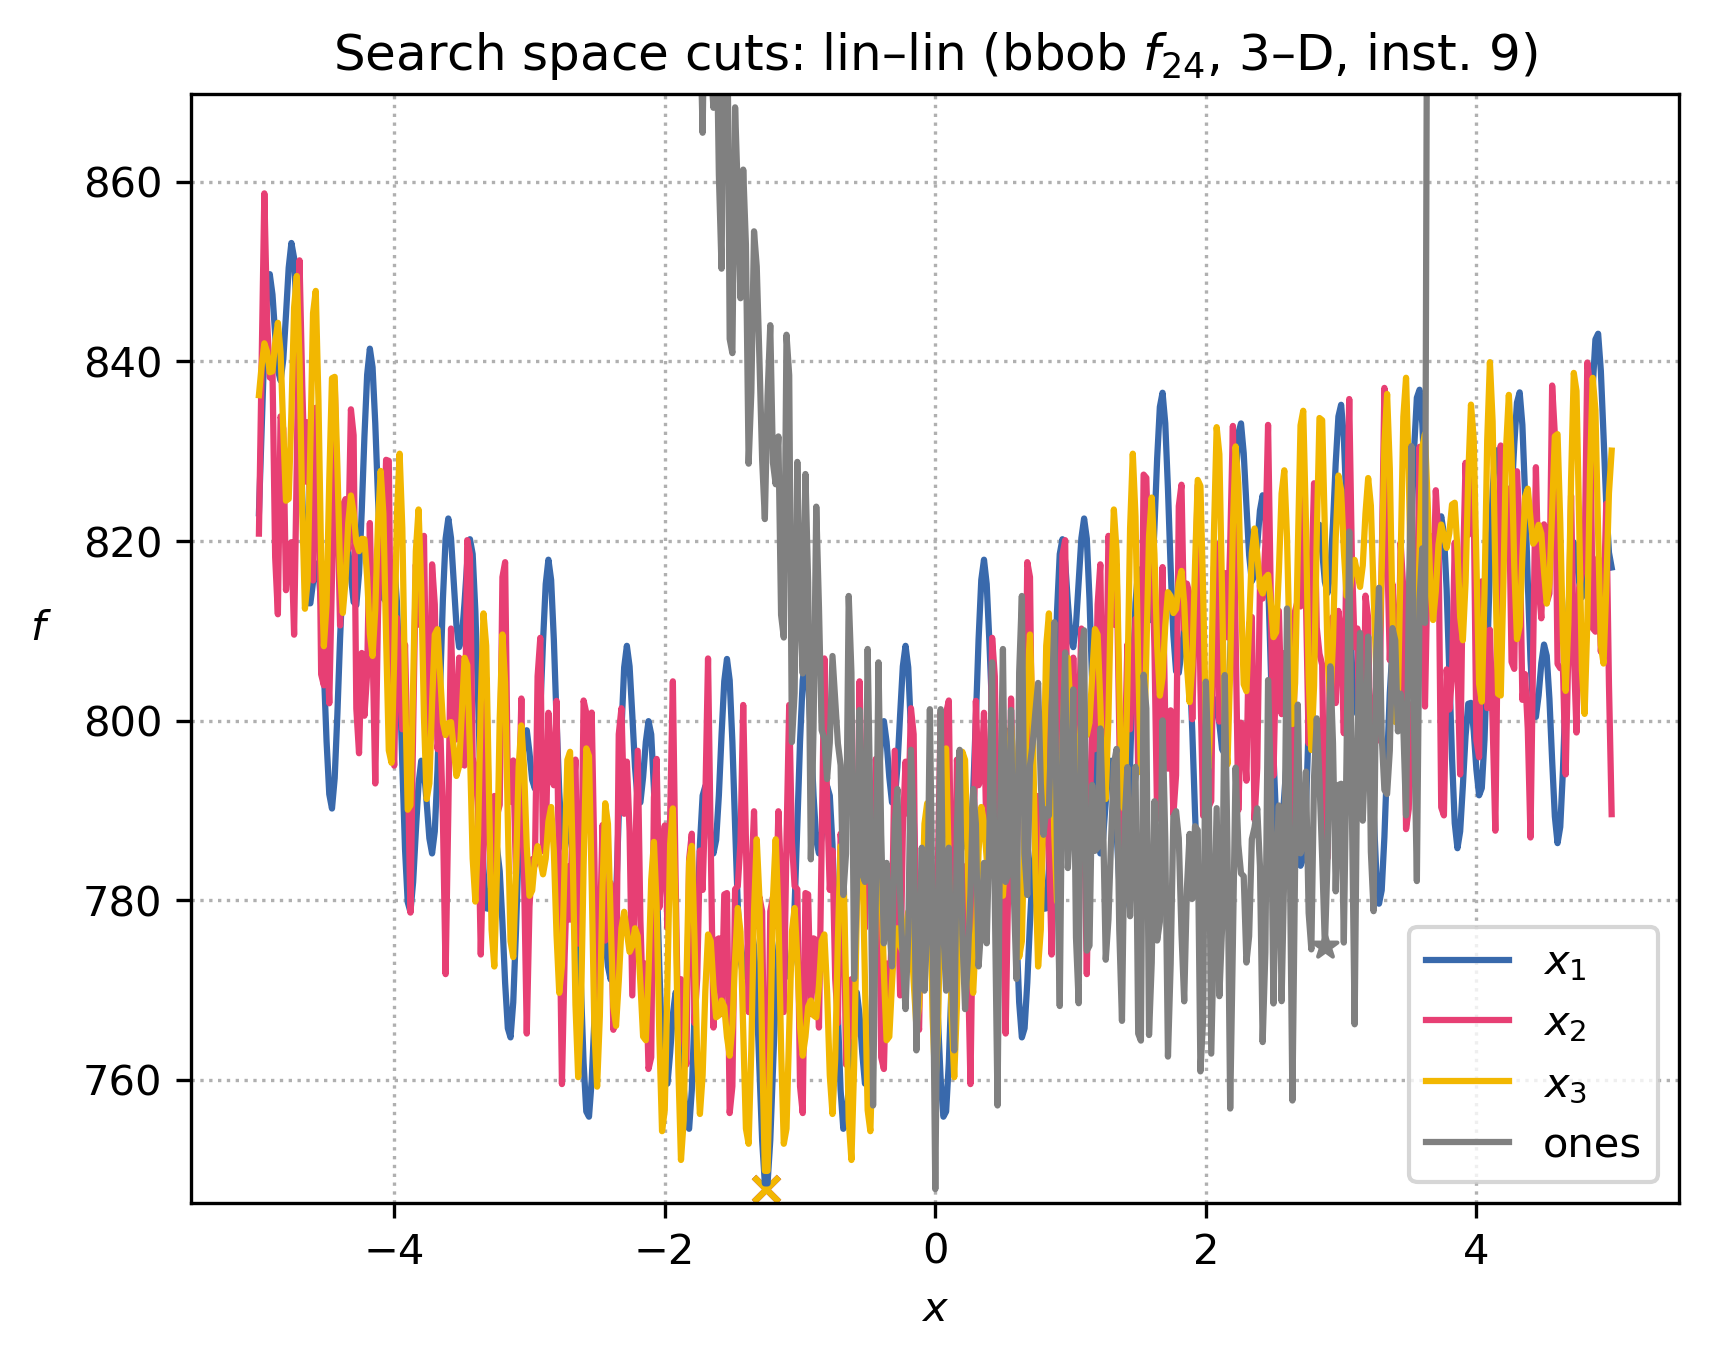 Search space cuts: lin–lin (bbob f₂₄, 3–D, inst. 9)
860
840
820
800
780
760
f
−4
−2
0
2
4
x
x₁
x₂
x₃
ones